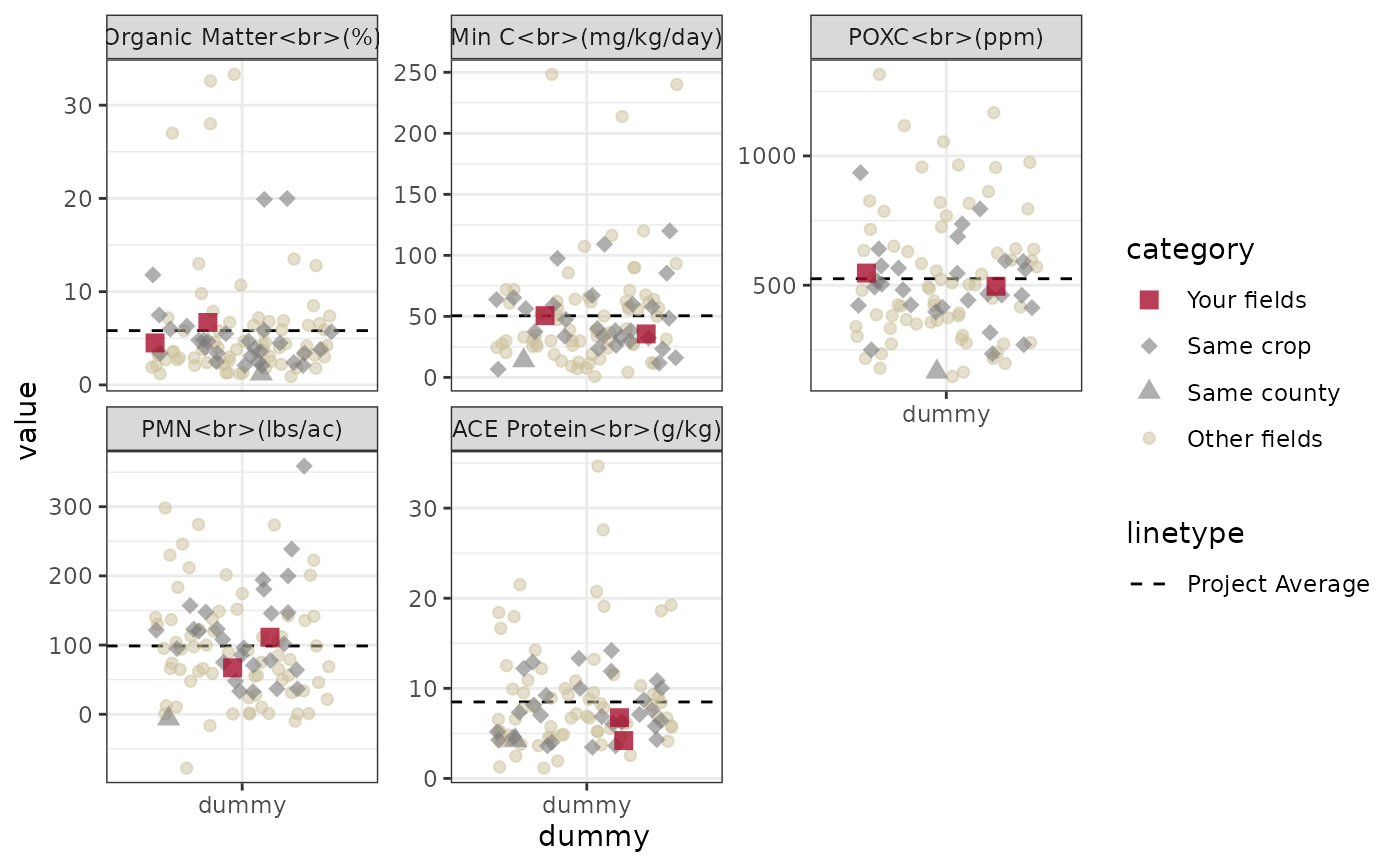 Organic Matter<br>(%)
Min C<br>(mg/kg/day)
POXC<br>(ppm)
30
20
10
0
250
200
150
100
50
0
1000
500
dummy
PMN<br>(lbs/ac)
ACE Protein<br>(g/kg)
300
200
100
0
30
20
10
0
dummy
dummy
dummy
value
category
Your fields
Same crop
Same county
Other fields
linetype
Project Average